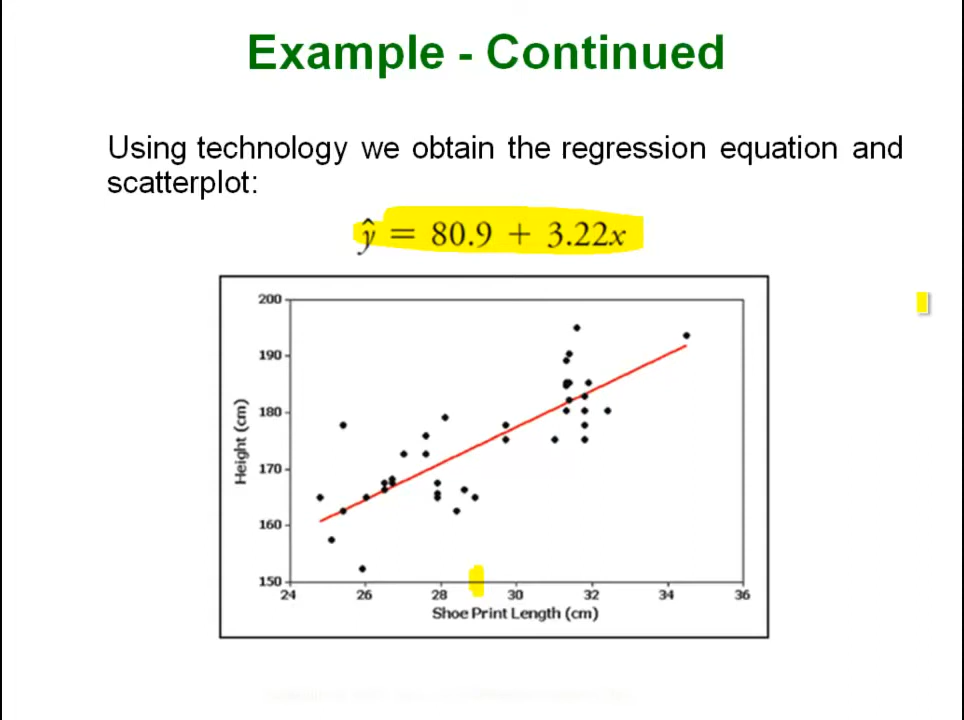 Example - Continued
Using technology we obtain the regression equation and
scatterplot:
ŷ = 80.9 + 3.22x
200
190
180
170
160
150
Height (cm)
24 26 28 30 32 34 36
Shoe Print Length (cm)